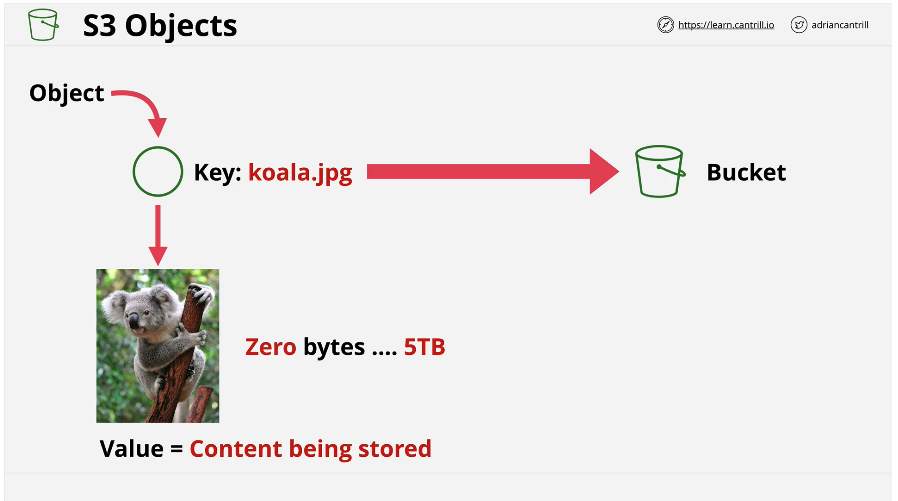 S3 Objects
https://learn.cantrill.io
adriancantrill
Object
Key: koala.jpg
Bucket
Zero bytes .... 5TB
Value = Content being stored